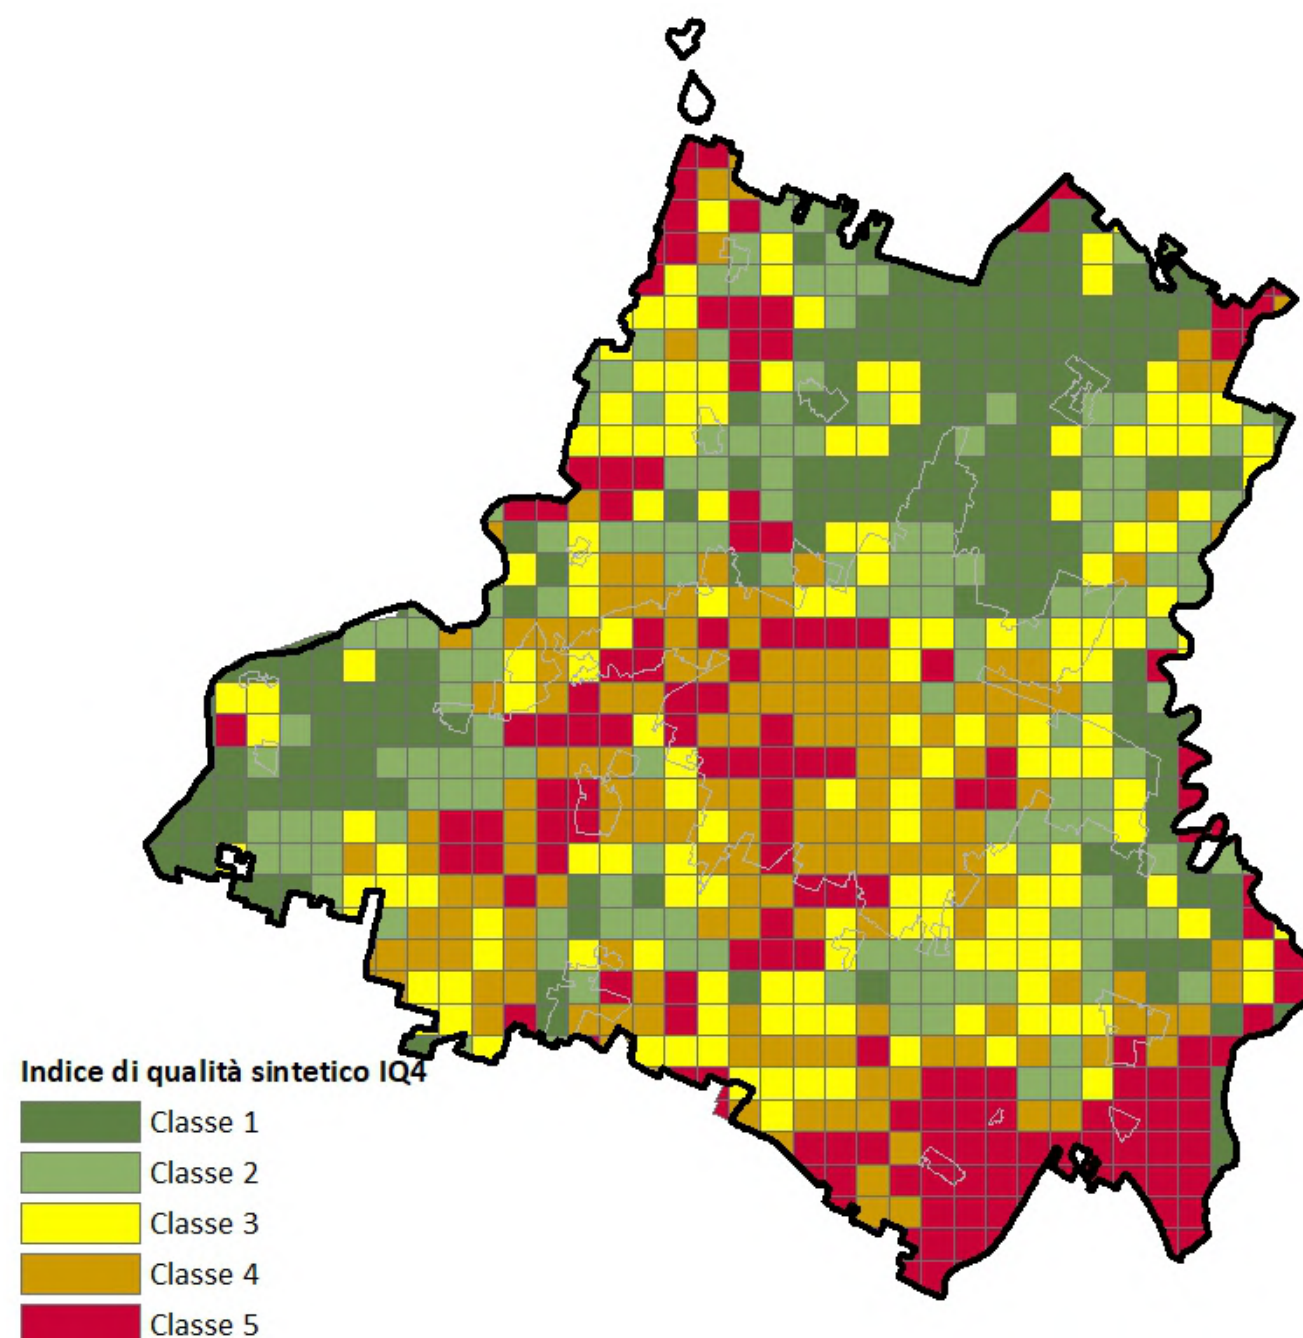 Indice di qualità sintetico IQ4
Classe 1
Classe 2
Classe 3
Classe 4
Classe 5